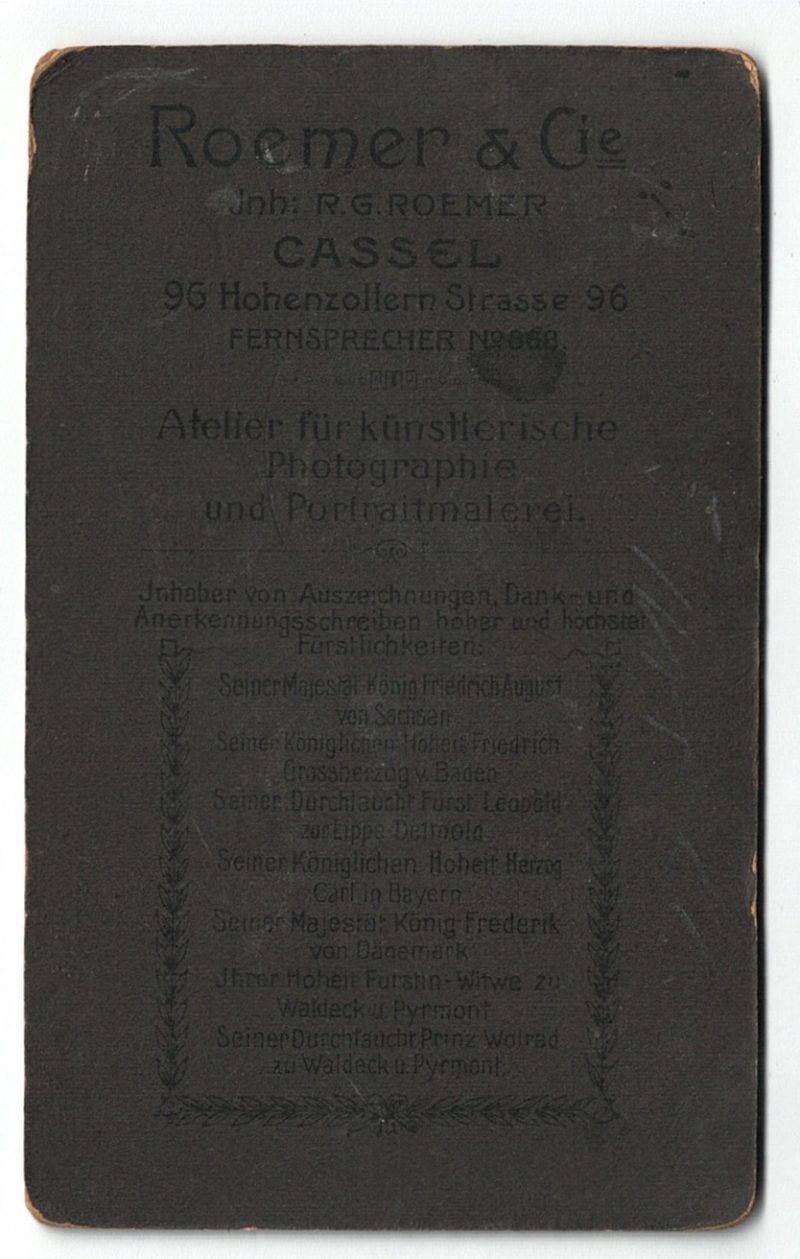 Roemer & Cie
Jnh: R.G. ROEMER
CASSEL
96 Hohenzollern Strasse 96
FERNSPRECHER No 868.
Atelier für künstlerische
Photographie
und Portraitmalerei.
Jnhaber von Auszeichnungen, Dank- und
Anerkennungsschreiben hoher und höchster
Fürstlichkeiten:
Seiner Majestät König Friedrich August
von Sachsen
Seiner Königlichen Hoheit Friedrich
Grossherzog v. Baden
Seiner Durchlaucht Fürst Leopold
zur Lippe-Detmold
Seiner Königlichen Hoheit Herzog
Carl in Bayern
Seiner Majestät König Frederik
von Dänemark
Jhrer Hoheit Fürstin-Witwe zu
Waldeck u. Pyrmont
Seiner Durchlaucht Prinz Wolrad
zu Waldeck u. Pyrmont.